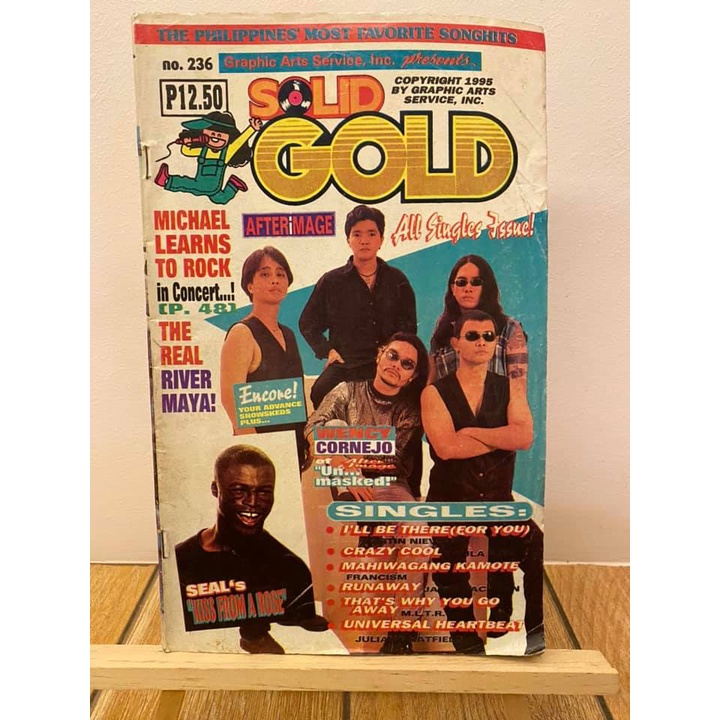 THE PHILIPPINES' MOST FAVORITE SONGHITS
no. 236 Graphic Arts Service, Inc. presents
P12.50
SOLID
GOLD
COPYRIGHT 1995
BY GRAPHIC ARTS
SERVICE, INC.
MICHAEL
LEARNS
TO ROCK
in Concert...!
[P. 48]
THE
REAL
RIVER
MAYA!
AFTERiMAGE
All Singles Issue!
Encore!
YOUR ADVANCE
SHOWSKEDS
PLUS...
WENCY
CORNEJO
of After
Image
"Un...
masked!"
SEAL's
"KISS FROM A ROSE"
SINGLES:
• I'LL BE THERE (FOR YOU)
• CRAZY COOL
• MAHIWAGANG KAMOTE
FRANCISM
• RUNAWAY
• THAT'S WHY YOU GO
AWAY M.L.T.R.
• UNIVERSAL HEARTBEAT